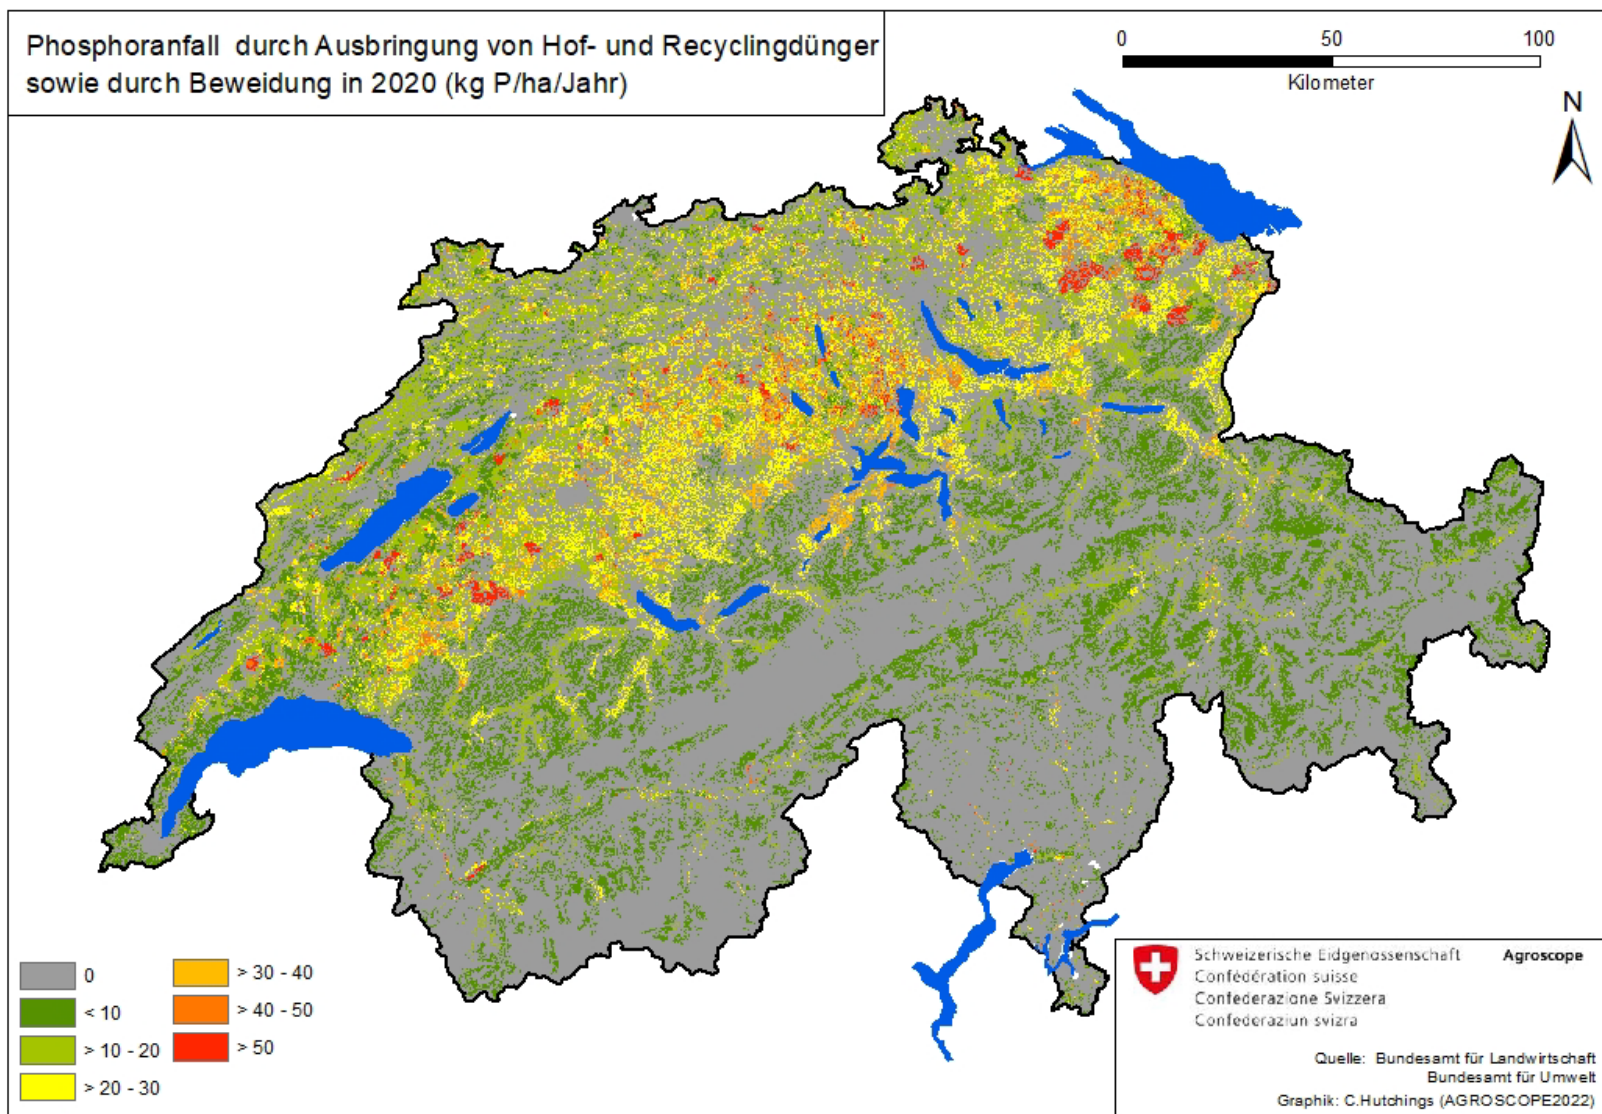 Phosphoranfall durch Ausbringung von Hof- und Recyclingdünger
sowie durch Beweidung in 2020 (kg P/ha/Jahr)
0 50 100
Kilometer
N
0
< 10
> 10 - 20
> 20 - 30
> 30 - 40
> 40 - 50
> 50
Schweizerische Eidgenossenschaft
Confédération suisse
Confederazione Svizzera
Confederaziun svizra
Agroscope
Quelle: Bundesamt für Landwirtschaft
Bundesamt für Umwelt
Graphik: C.Hutchings (AGROSCOPE2022)